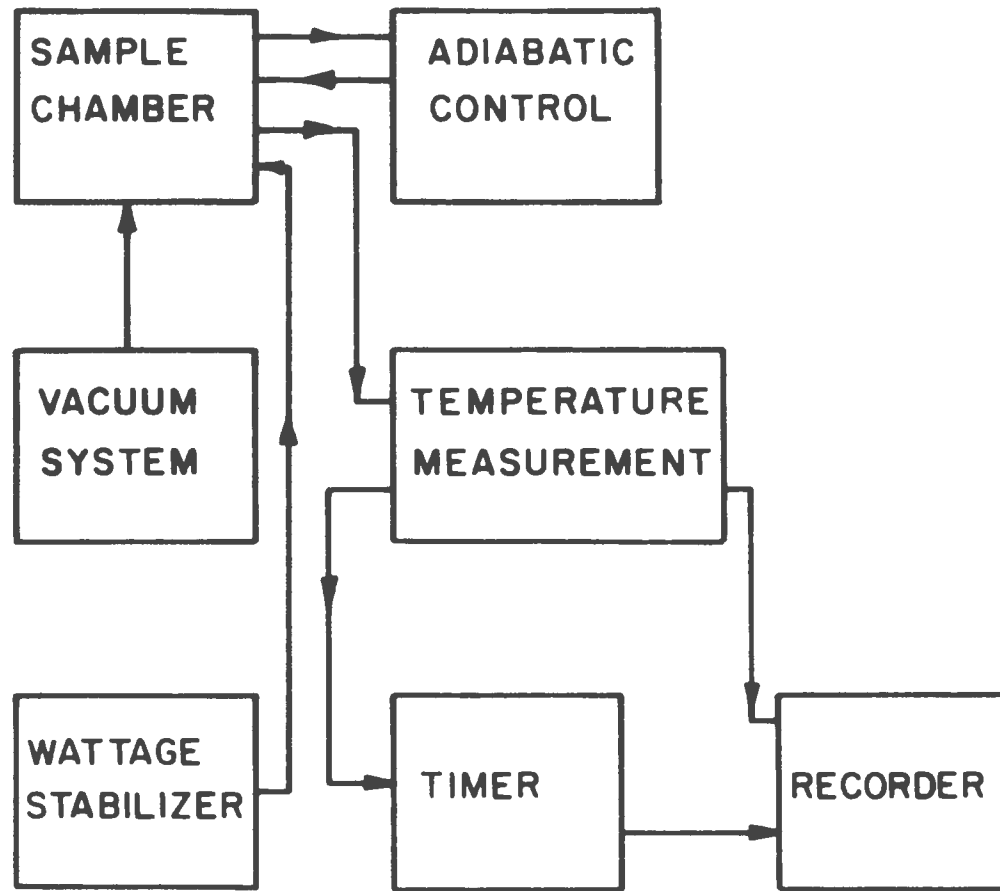 SAMPLE
CHAMBER
ADIABATIC
CONTROL
VACUUM
SYSTEM
TEMPERATURE
MEASUREMENT
WATTAGE
STABILIZER
TIMER
RECORDER